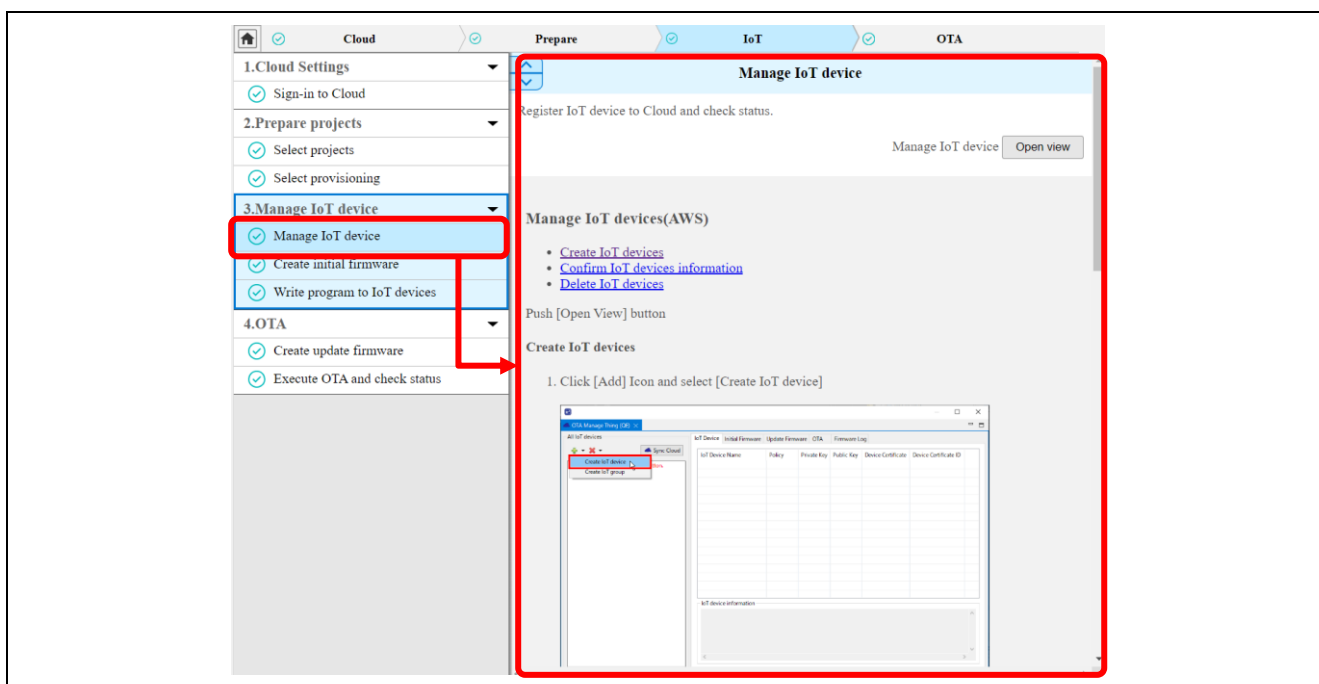 Cloud Prepare IoT OTA
1.Cloud Settings
Sign-in to Cloud
2.Prepare projects
Select projects
Select provisioning
3.Manage IoT device
Manage IoT device
Create initial firmware
Write program to IoT devices
4.OTA
Create update firmware
Execute OTA and check status
Manage IoT device
Register IoT device to Cloud and check status.
Manage IoT device Open view
Manage IoT devices(AWS)
• Create IoT devices
• Confirm IoT devices information
• Delete IoT devices
Push [Open View] button
Create IoT devices
1. Click [Add] Icon and select [Create IoT device]
OTA Manage Thing (QE)
All IoT devices
Sync Cloud
Create IoT device
Create IoT group
IoT Device Initial Firmware Update Firmware OTA Firmware Log
IoT Device Name Policy Private Key Public Key Device Certificate Device Certificate ID
IoT device information